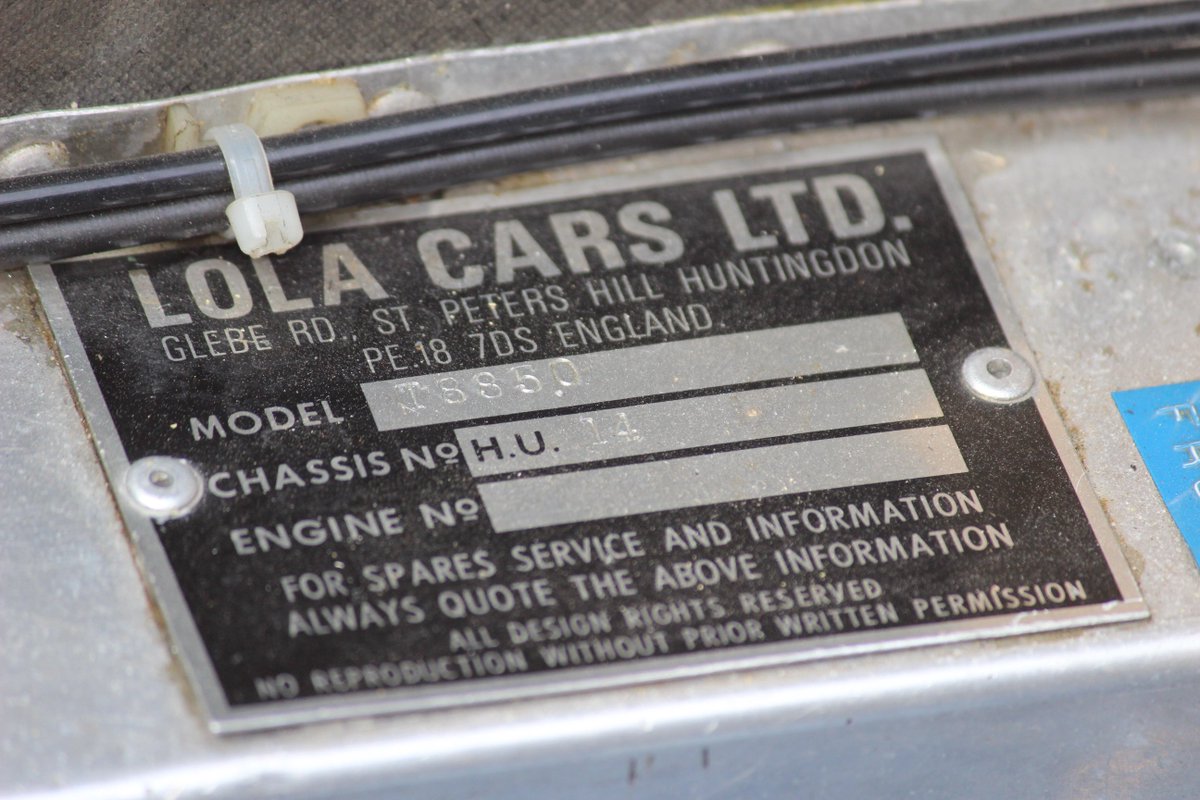 LOLA CARS LTD.
GLEBE RD., ST. PETERS HILL HUNTINGDON
PE.18 7DS ENGLAND.
MODEL T8850
CHASSIS Nº H.U. 14
ENGINE Nº
FOR SPARES SERVICE AND INFORMATION
ALWAYS QUOTE THE ABOVE INFORMATION
ALL DESIGN RIGHTS RESERVED
NO REPRODUCTION WITHOUT PRIOR WRITTEN PERMISSION